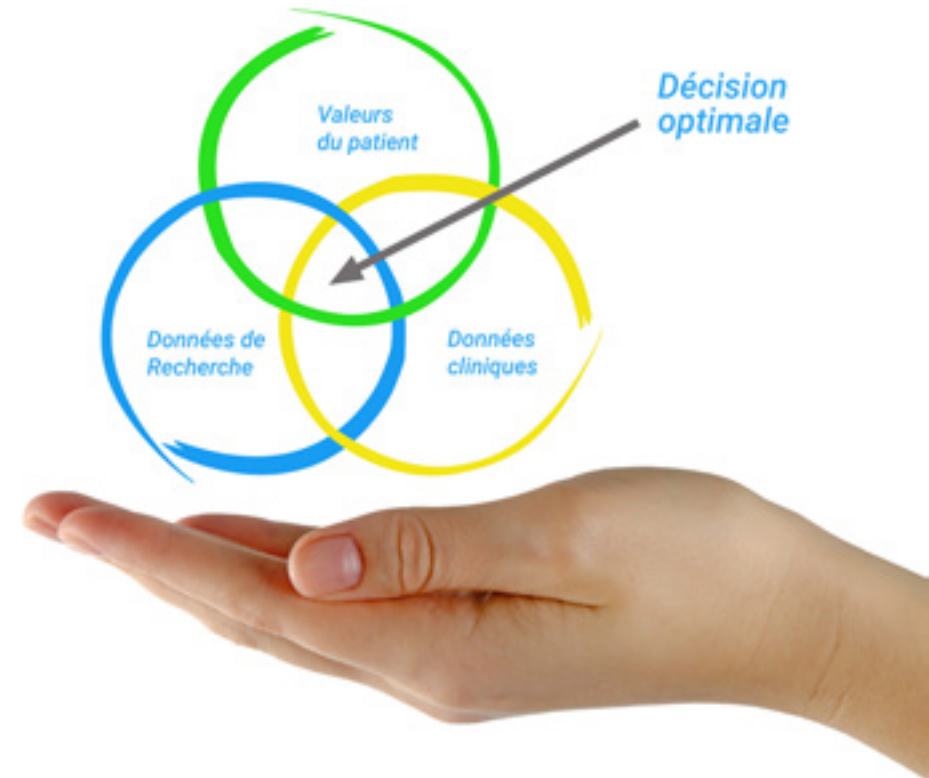 Valeurs
du patient
Décision
optimale
Données de
Recherche
Données
cliniques